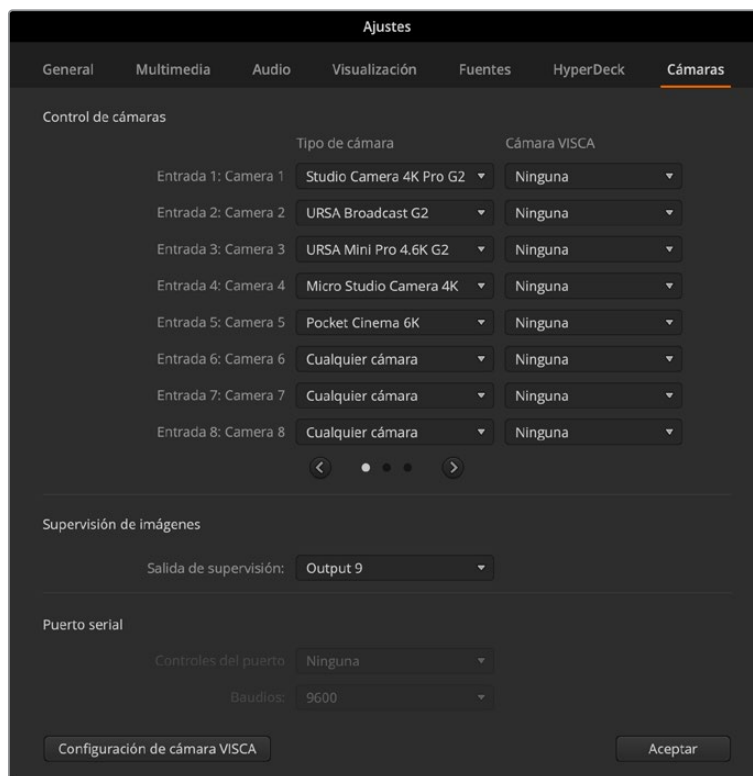 Ajustes
General Multimedia Audio Visualización Fuentes HyperDeck Cámaras
Control de cámaras
Tipo de cámara Cámara VISCA
Entrada 1: Camera 1 Studio Camera 4K Pro G2 Ninguna
Entrada 2: Camera 2 URSA Broadcast G2 Ninguna
Entrada 3: Camera 3 URSA Mini Pro 4.6K G2 Ninguna
Entrada 4: Camera 4 Micro Studio Camera 4K Ninguna
Entrada 5: Camera 5 Pocket Cinema 6K Ninguna
Entrada 6: Camera 6 Cualquier cámara Ninguna
Entrada 7: Camera 7 Cualquier cámara Ninguna
Entrada 8: Camera 8 Cualquier cámara Ninguna
Supervisión de imágenes
Salida de supervisión: Output 9
Puerto serial
Controles del puerto Ninguna
Baudios: 9600
Configuración de cámara VISCA Aceptar